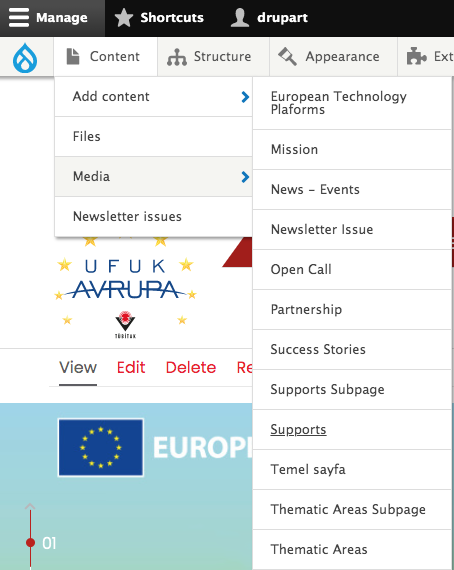 Manage
Shortcuts
drupart
Content
Structure
Appearance
Ext
Add content
Files
Media
Newsletter issues
European Technology
Plaforms
Mission
News - Events
Newsletter Issue
Open Call
Partnership
Success Stories
Supports Subpage
Supports
Temel sayfa
Thematic Areas Subpage
Thematic Areas
UFUK
AVRUPA
TÜBİTAK
View
Edit
Delete
Re
EUROPE
01